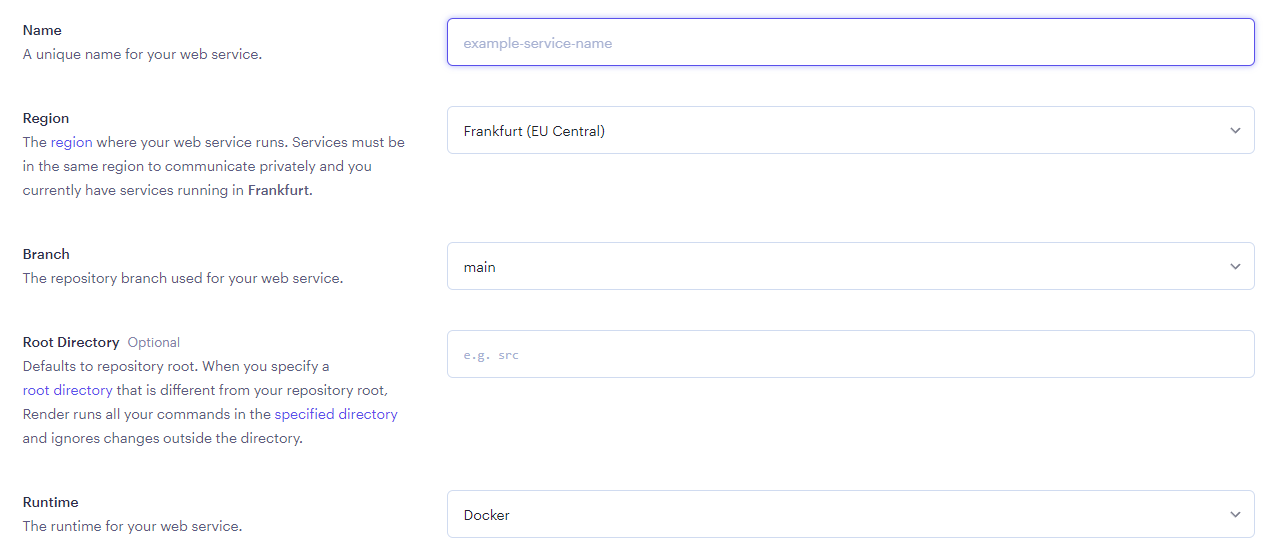 Name
A unique name for your web service.
example-service-name
Region
The region where your web service runs. Services must be
in the same region to communicate privately and you
currently have services running in Frankfurt.
Frankfurt (EU Central)
Branch
The repository branch used for your web service.
main
Root Directory Optional
Defaults to repository root. When you specify a
root directory that is different from your repository root,
Render runs all your commands in the specified directory
and ignores changes outside the directory.
e.g. src
Runtime
The runtime for your web service.
Docker